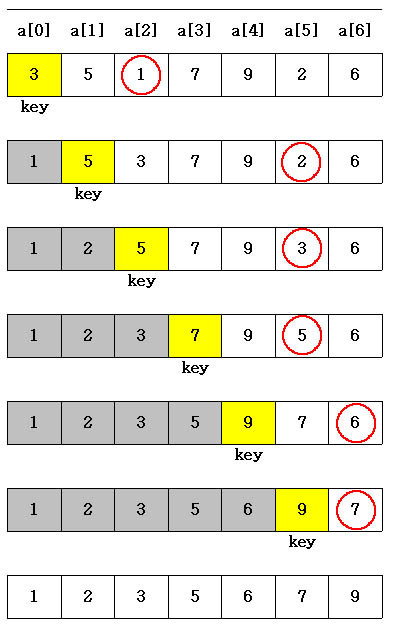 a[0] a[1] a[2] a[3] a[4] a[5] a[6]
3 5 1 7 9 2 6
key
1 5 3 7 9 2 6
key
1 2 5 7 9 3 6
key
1 2 3 7 9 5 6
key
1 2 3 5 9 7 6
key
1 2 3 5 6 9 7
key
1 2 3 5 6 7 9